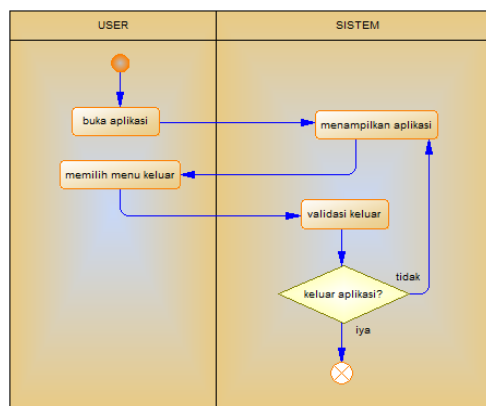 USER
SISTEM
buka aplikasi
menampilkan aplikasi
memilih menu keluar
validasi keluar
keluar aplikasi?
tidak
iya